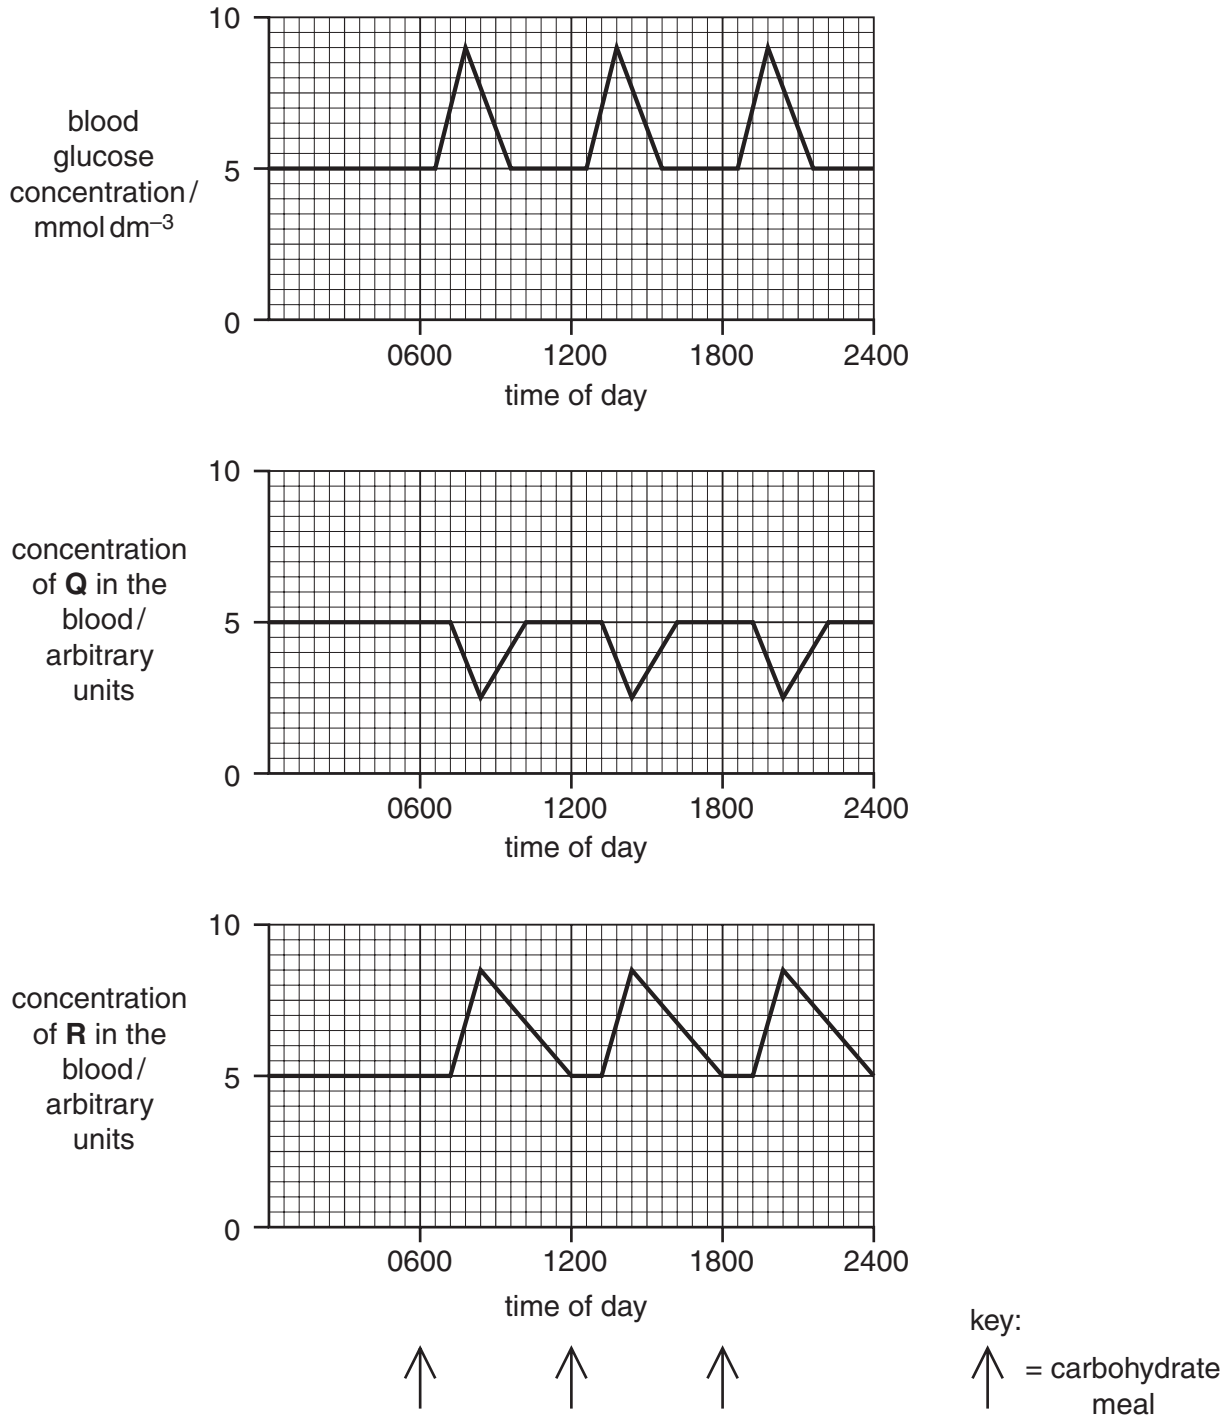 10
blood
glucose
concentration /
mmol dm–3
5
0
0600 1200 1800 2400
time of day
10
concentration
of Q in the
blood /
arbitrary
units
5
0
0600 1200 1800 2400
time of day
10
concentration
of R in the
blood /
arbitrary
units
5
0
0600 1200 1800 2400
time of day
key:
= carbohydrate
meal